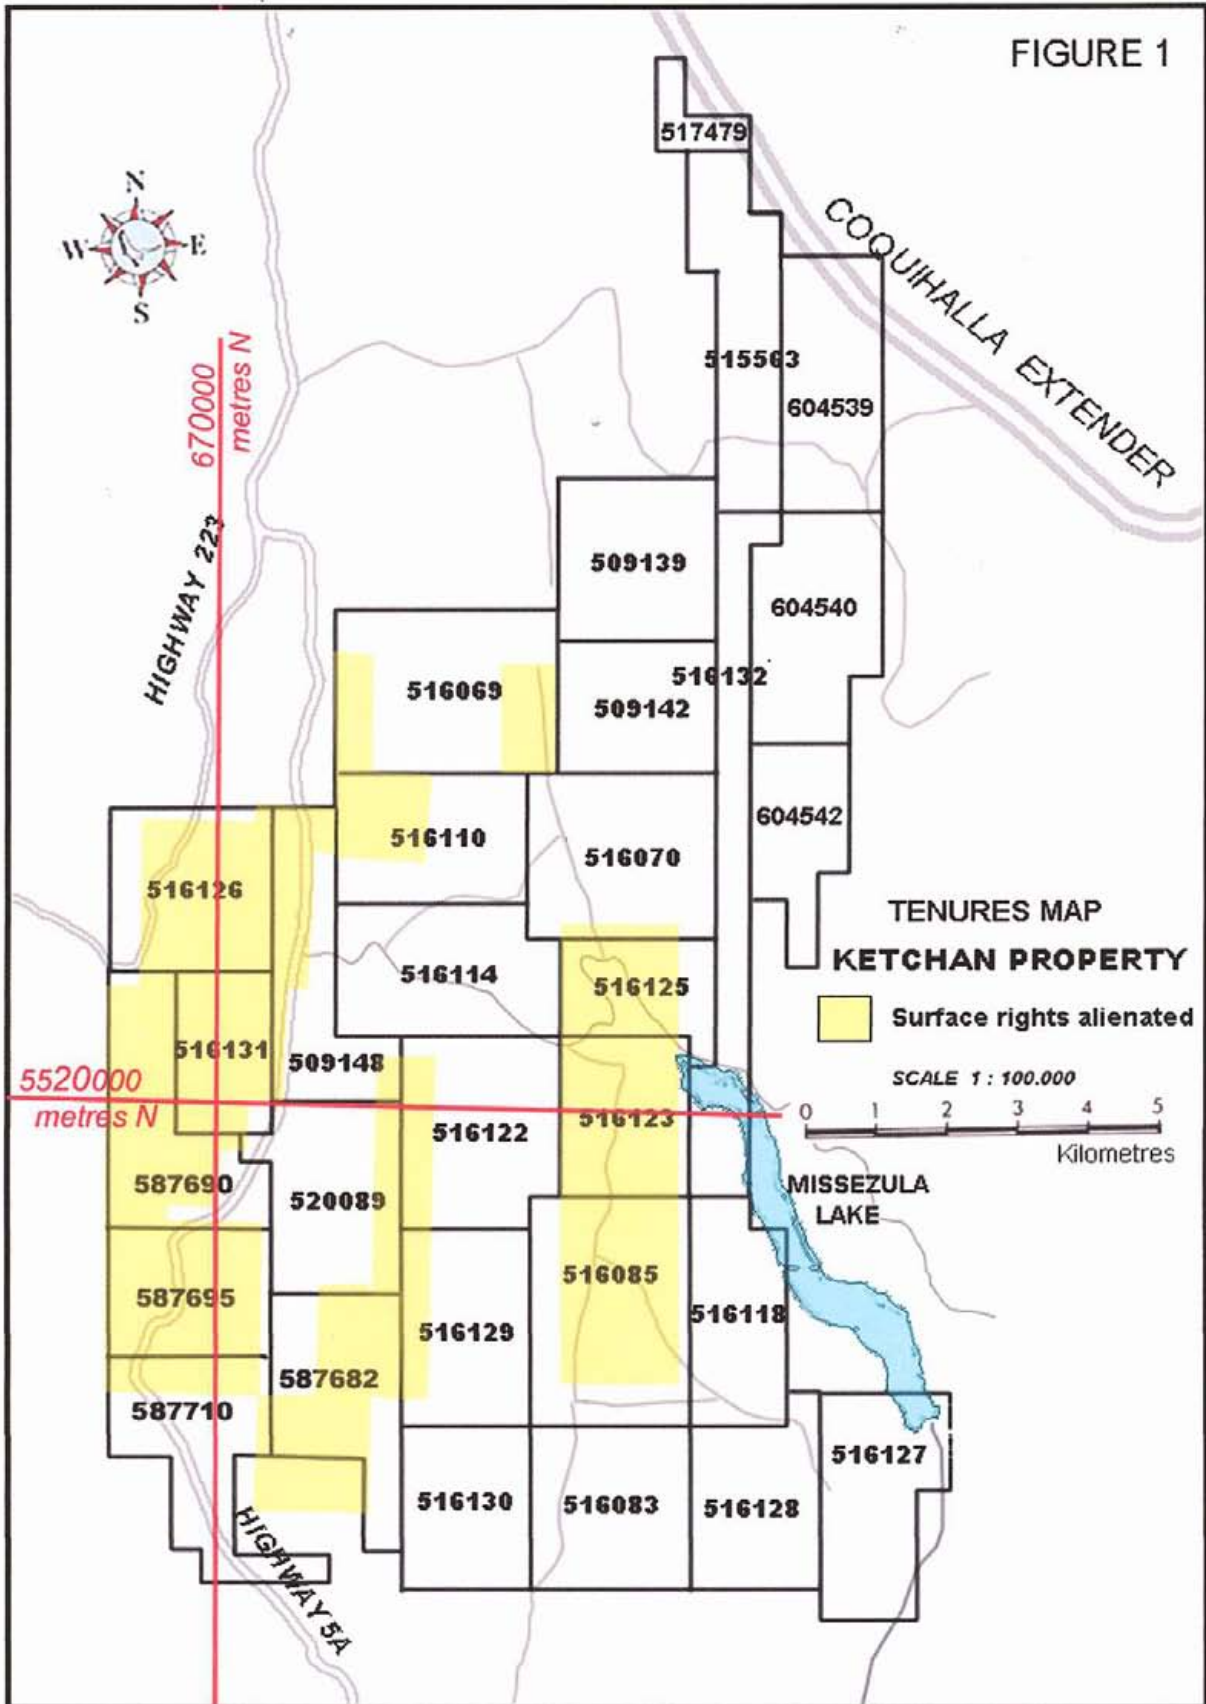 FIGURE 1
517479
N
W E
S
COQUIHALLA EXTENDER
670000
metres N
515563
604539
HIGHWAY 223
509139
604540
516069
516132
509142
604542
516110
516070
516126
TENURES MAP
KETCHAN PROPERTY
516114
516125
Surface rights alienated
516131
509148
SCALE 1 : 100.000
5520000
metres N
0 1 2 3 4 5
Kilometres
516122
516123
587690
520089
MISSEZULA
LAKE
587695
516085
516118
516129
587682
587710
516127
516130
516083
516128
HIGHWAY 5A